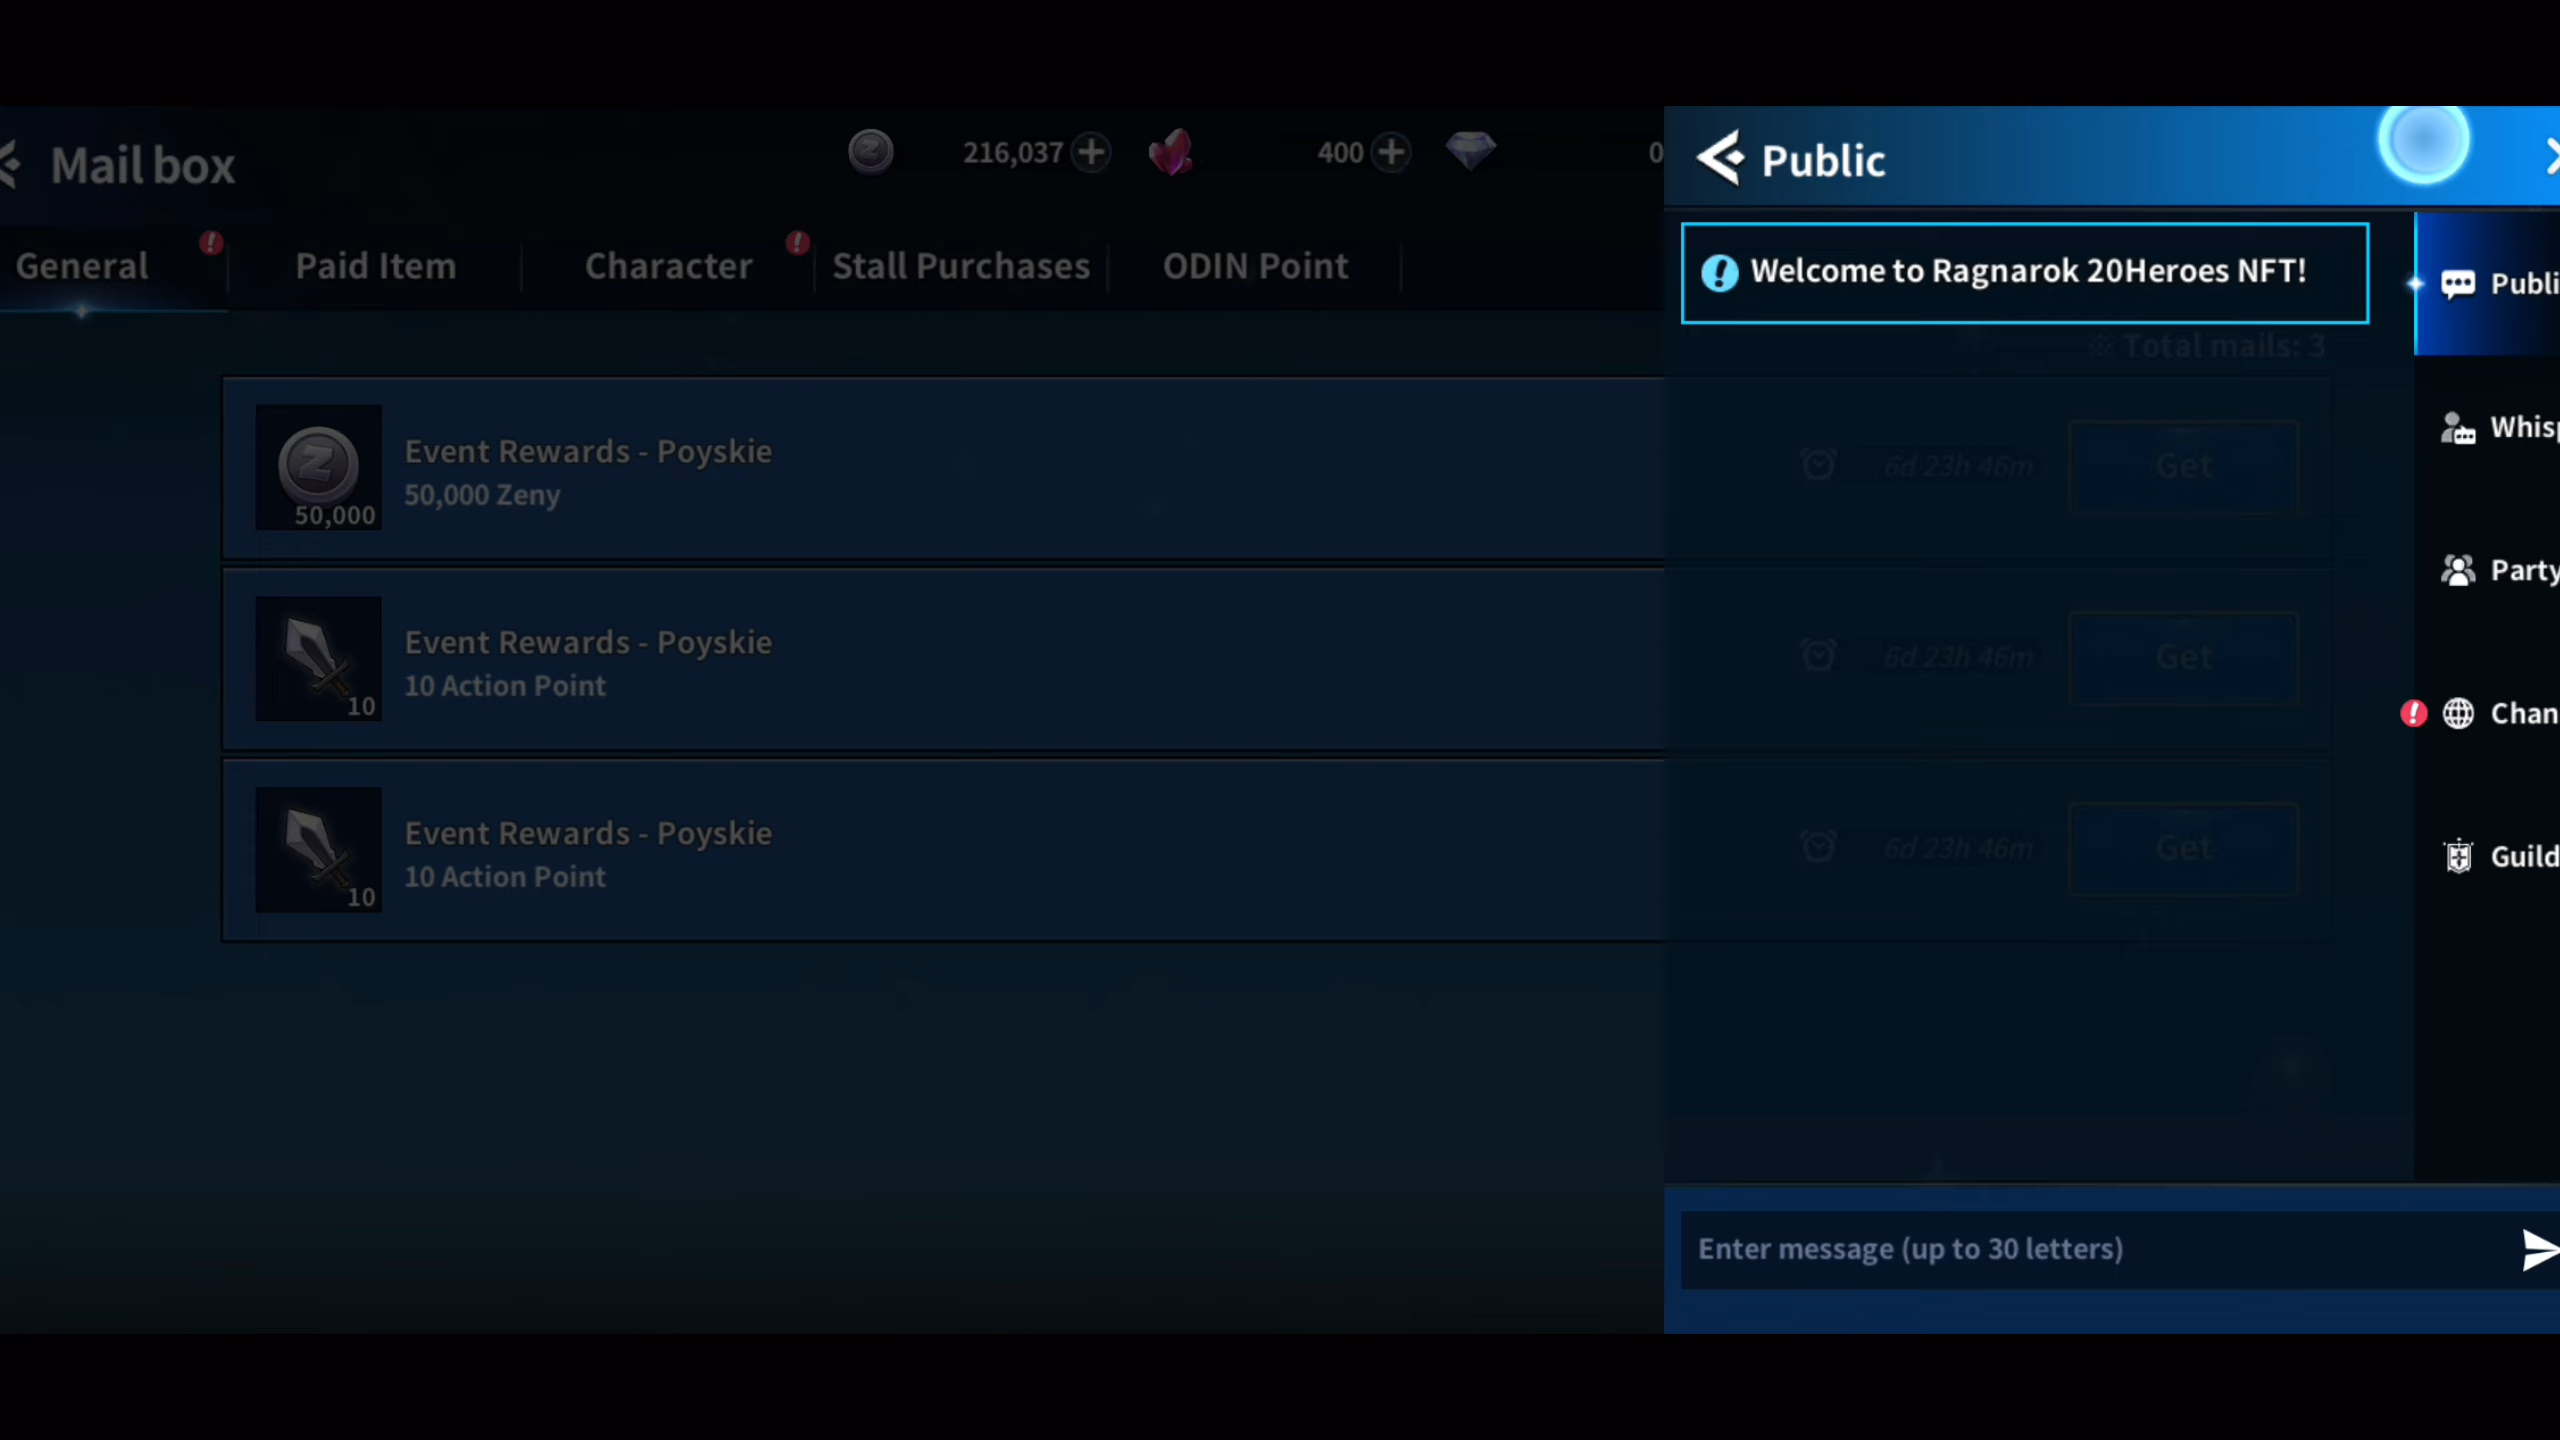 Mail box
216,037
400
0
General
Paid Item
Character
Stall Purchases
ODIN Point
※ Total mails: 3
50,000
Event Rewards - Poyskie
50,000 Zeny
6d 23h 46m
Get
10
Event Rewards - Poyskie
10 Action Point
6d 23h 46m
Get
10
Event Rewards - Poyskie
10 Action Point
6d 23h 46m
Get
Public
Welcome to Ragnarok 20Heroes NFT!
Publi
Whisp
Party
Chan
Guild
Enter message (up to 30 letters)